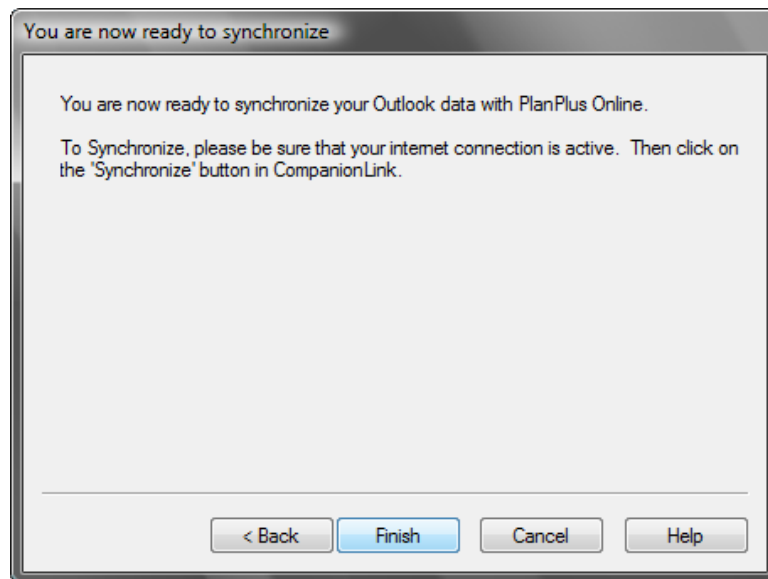 You are now ready to synchronize
You are now ready to synchronize your Outlook data with PlanPlus Online.
To Synchronize, please be sure that your internet connection is active.  Then click on
the "Synchronize" button in CompanionLink.
< Back
Finish
Cancel
Help